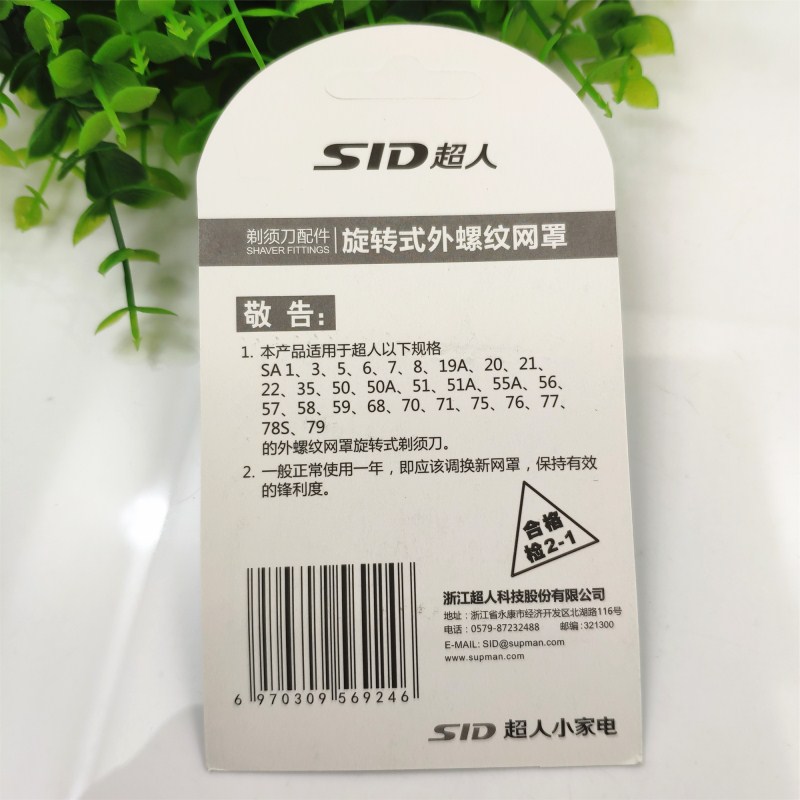 SID 超人
剃须刀配件
SHAVER FITTINGS
旋转式外螺纹网罩
敬 告：
1. 本产品适用于超人以下规格
SA 1、3、5、6、7、8、19A、20、21、
22、35、50、50A、51、51A、55A、56、
57、58、59、68、70、71、75、76、77、
78S、79
的外螺纹网罩旋转式剃须刀。
2. 一般正常使用一年，即应该调换新网罩，保持有效
的锋利度。
合格
检2-1
浙江超人科技股份有限公司
地址：浙江省永康市经济开发区北湖路116号
电话：0579-87232488 邮编：321300
E-MAIL: SID@supman.com
www.supman.com
6 970309 569246
SID 超人小家电